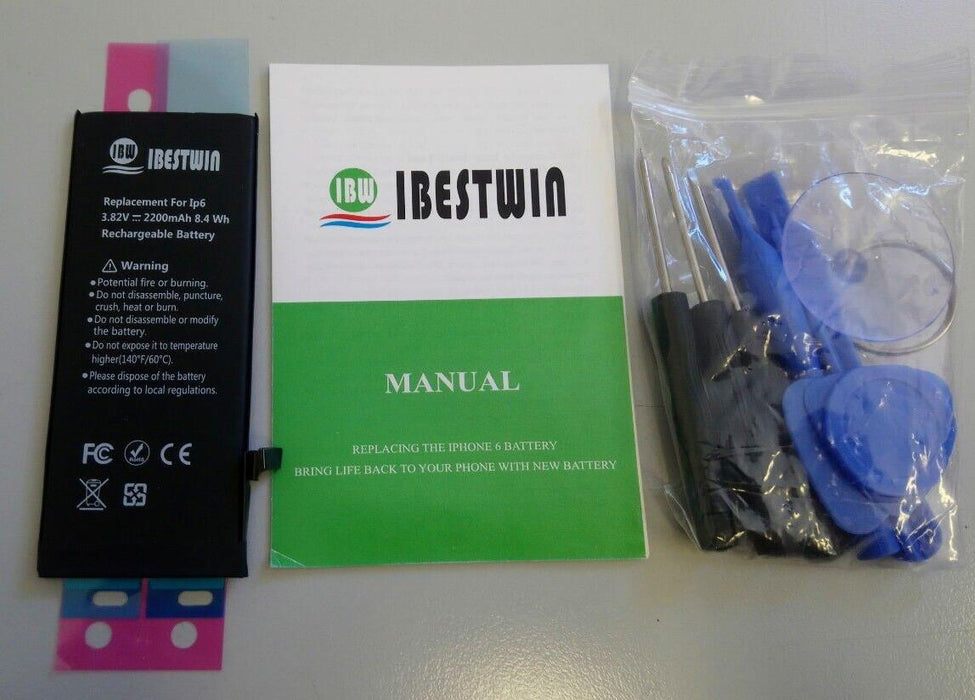 IBW IBESTWIN
Replacement For Ip6
3.82V ⎓ 2200mAh 8.4 Wh
Rechargeable Battery
⚠ Warning
•Potential fire or burning.
•Do not disassemble, puncture,
crush, heat or burn.
•Do not disassemble or modify
the battery.
•Do not expose it to temperature
higher(140°F/60°C).
•Please dispose of the battery
according to local regulations.
FC RoHS CE
IBW IBESTWIN
MANUAL
REPLACING THE IPHONE 6 BATTERY
BRING LIFE BACK TO YOUR PHONE WITH NEW BATTERY